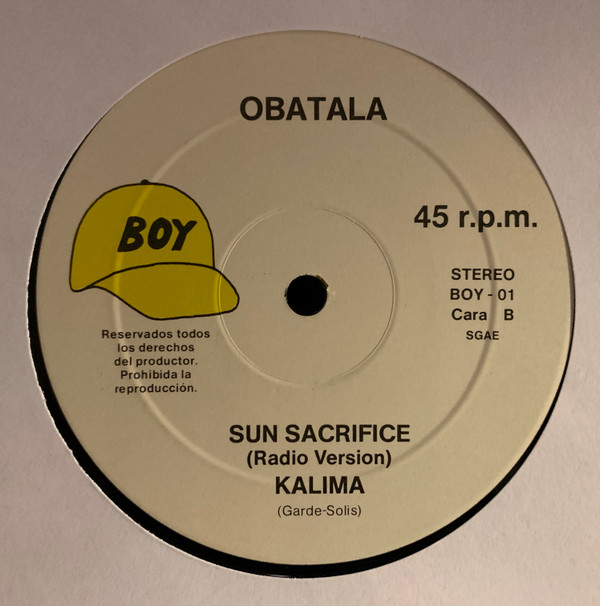 OBATALA
BOY
45 r.p.m.
STEREO
BOY - 01
Cara B
SGAE
Reservados todos
los derechos
del productor.
Prohibida la
reproducción.
SUN SACRIFICE
(Radio Version)
KALIMA
(Garde-Solis)